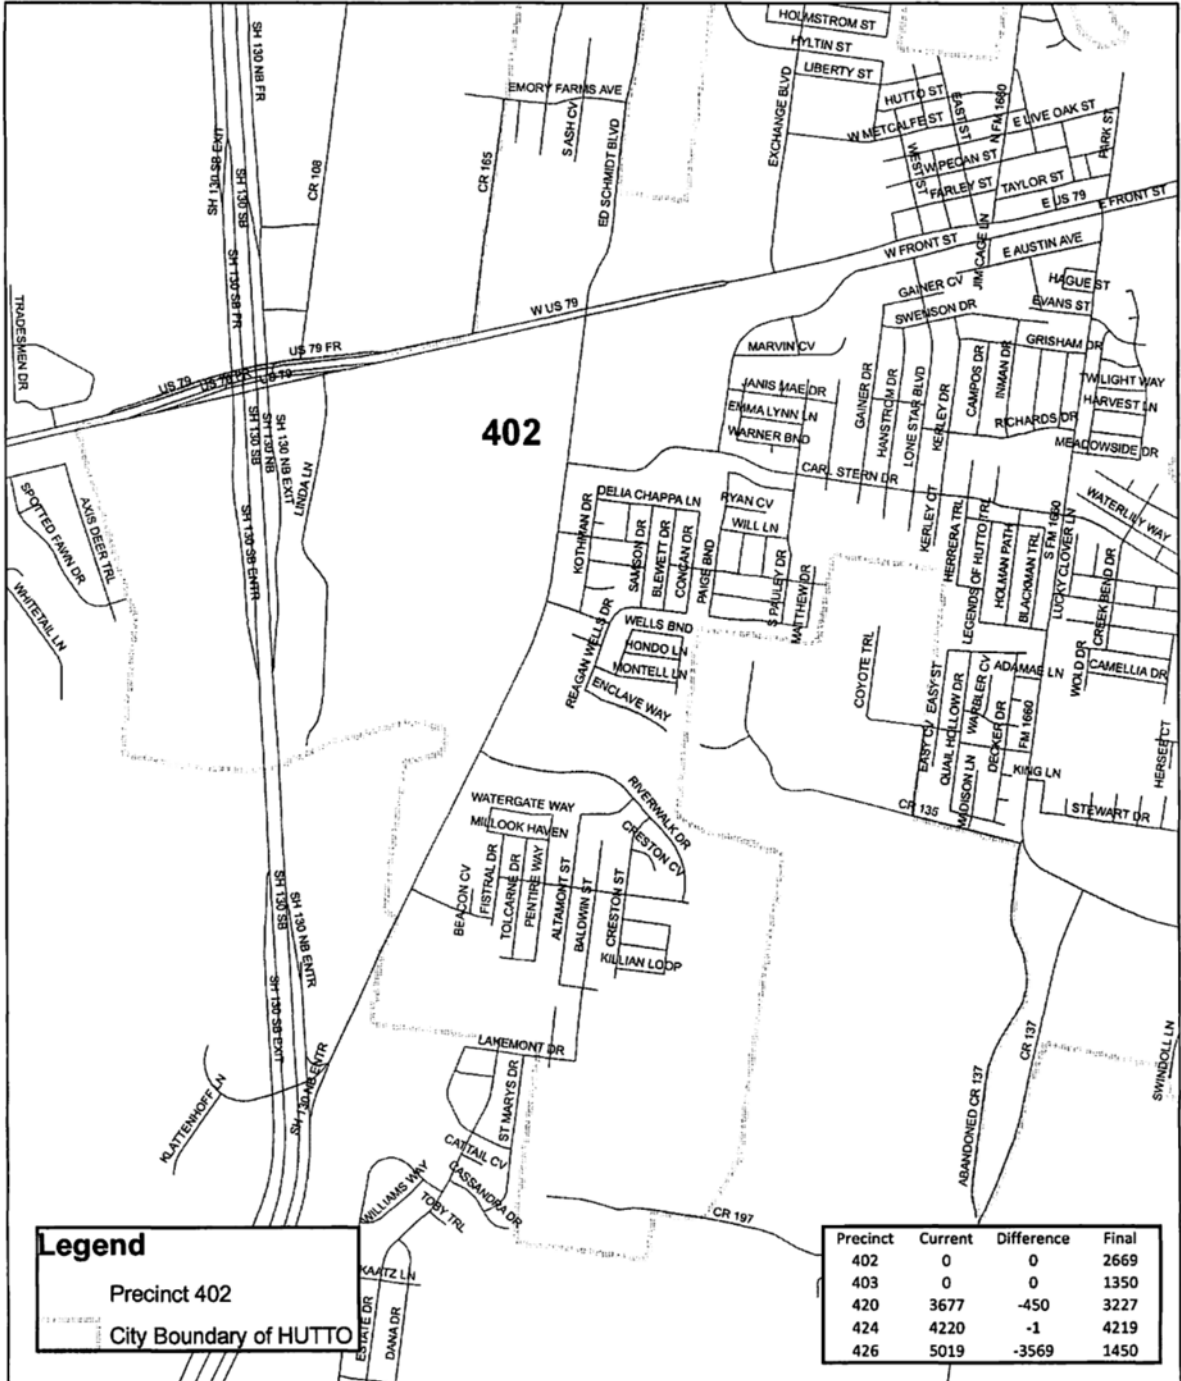 HOLMSTROM ST
HYLTIN ST
LIBERTY ST
EXCHANGE BLVD
HUTTO ST
EAST ST
N FM 1660
W METCALFE ST
E LIVE OAK ST
PARK ST
WEST ST
W PECAN ST
FARLEY ST
TAYLOR ST
E US 79
E FRONT ST
W FRONT ST
JIM CAGE LN
E AUSTIN AVE
SH 130 NB FR
SH 130 SB EXIT
SH 130 SB
SH 130 SB FR
CR 108
EMORY FARMS AVE
S ASH CV
CR 165
ED SCHMIDT BLVD
W US 79
US 79 FR
US 79
US 79 FR
US 79
TRADESMEN DR
GAINER CV
SWENSON DR
HAGUE ST
EVANS ST
GRISHAM DR
MARVIN CV
JANIS MAE DR
EMMA LYNN LN
WARNER BND
GAINER DR
HANSTROM DR
LONE STAR BLVD
KERLEY DR
CAMPOS DR
INMAN DR
RICHARDS DR
TWILIGHT WAY
HARVEST LN
MEADOWSIDE DR
402
SH 130 SB
SH 130 NB
SH 130 NB EXIT
LINDA LN
SH 130 SB ENTR
SPOTTED FAWN DR
AXIS DEER TRL
WHITETAIL LN
CARL STERN DR
DELIA CHAPPA LN
RYAN CV
WILL LN
KOTHMAN DR
SAMSON DR
BLEWETT DR
CONCAN DR
PAIGE BND
S PAULEY DR
MATTHEW DR
KERLEY CT
HERRERA TRL
LEGENDS OF HUTTO TRL
HOLMAN PATH
BLACKMAN TRL
S FM 1660
LUCKY CLOVER LN
WATERLILY WAY
CREEK BEND DR
WELLS BND
HONDO LN
MONTELL LN
ENCLAVE WAY
REAGAN WELLS DR
COYOTE TRL
EASY ST
EASY CV
QUAIL HOLLOW DR
WARBLER CV
MADISON LN
DECKER DR
ADAMAE LN
FM 1660
WOLD DR
CAMELLIA DR
HERSEE CT
KING LN
STEWART DR
CR 135
WATERGATE WAY
MILLOOK HAVEN
RIVERWALK DR
CRESTON CV
BEACON CV
FISTRAL DR
TOLCARNE DR
PENTIRE WAY
ALTAMONT ST
BALDWIN ST
CRESTON ST
KILLIAN LOOP
SH 130 SB
SH 130 NB ENTR
SH 130 SB EXIT
SH 130 NB ENTR
KLATTENHOFF LN
LAKEMONT DR
ST MARYS DR
CATTAIL CV
CASSANDRA DR
WILLIAMS WAY
TOBY TRL
KAATZ LN
ESTATE DR
DANA DR
CR 197
CR 137
ABANDONED CR 137
SWINDOLL LN
Legend
Precinct 402
City Boundary of HUTTO
Precinct Current Difference Final
402 0 0 2669
403 0 0 1350
420 3677 -450 3227
424 4220 -1 4219
426 5019 -3569 1450